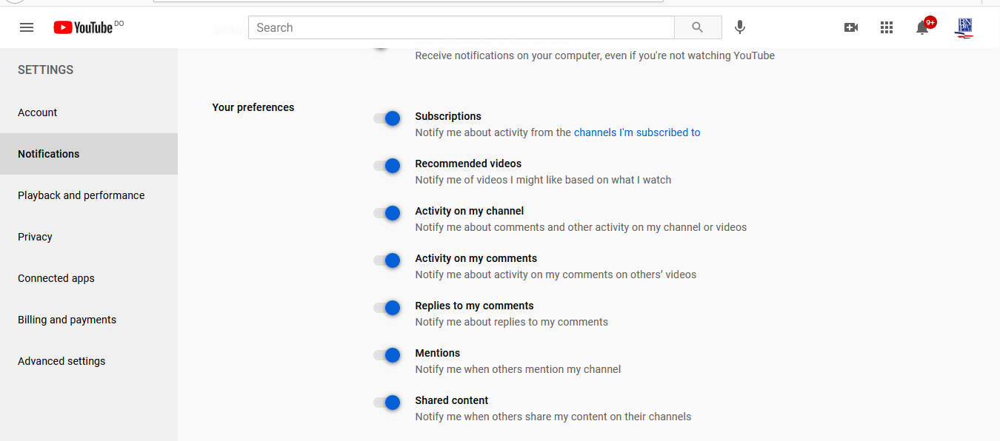 YouTube DO
Search
9+
SETTINGS
Account
Notifications
Playback and performance
Privacy
Connected apps
Billing and payments
Advanced settings
Receive notifications on your computer, even if you're not watching YouTube
Your preferences
Subscriptions
Notify me about activity from the channels I'm subscribed to
Recommended videos
Notify me of videos I might like based on what I watch
Activity on my channel
Notify me about comments and other activity on my channel or videos
Activity on my comments
Notify me about activity on my comments on others’ videos
Replies to my comments
Notify me about replies to my comments
Mentions
Notify me when others mention my channel
Shared content
Notify me when others share my content on their channels